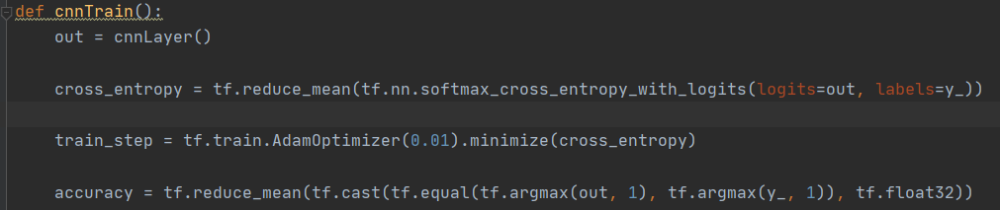 def cnnTrain():
    out = cnnLayer()
    cross_entropy = tf.reduce_mean(tf.nn.softmax_cross_entropy_with_logits(logits=out, labels=y_))
    train_step = tf.train.AdamOptimizer(0.01).minimize(cross_entropy)
    accuracy = tf.reduce_mean(tf.cast(tf.equal(tf.argmax(out, 1), tf.argmax(y_, 1)), tf.float32))